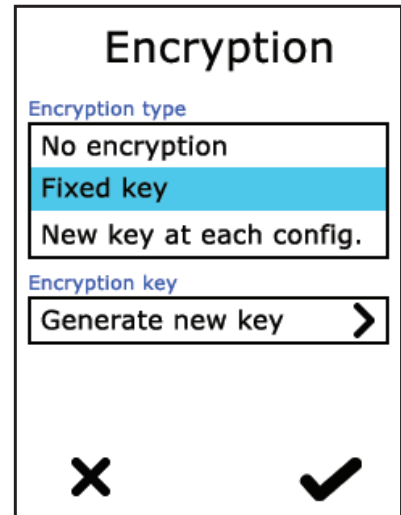 Encryption
Encryption type
No encryption
Fixed key
New key at each config.
Encryption key
Generate new key